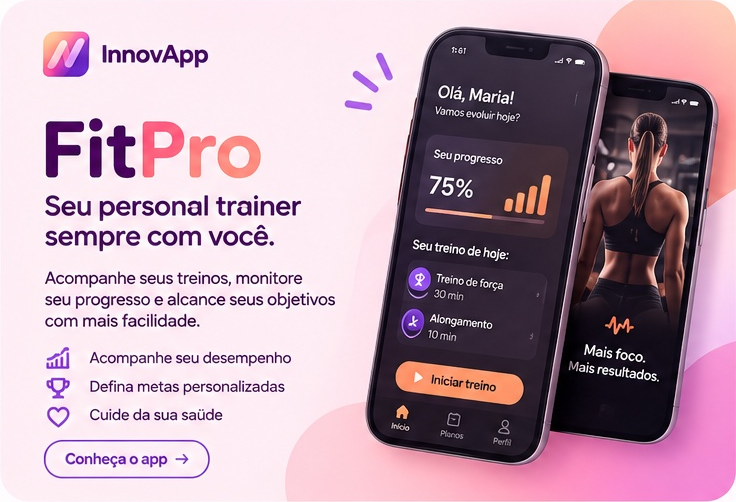 InnovApp
FitPro
Seu personal trainer
sempre com você.
Acompanhe seus treinos, monitore
seu progresso e alcance seus objetivos
com mais facilidade.
Acompanhe seu desempenho
Defina metas personalizadas
Cuide da sua saúde
Conheça o app →
1:61
Olá, Maria!
Vamos evoluir hoje?
Seu progresso
75%
Seu treino de hoje:
Treino de força
30 min
Alongamento
10 min
Iniciar treino
Início
Planos
Perfil
Mais foco.
Mais resultados.